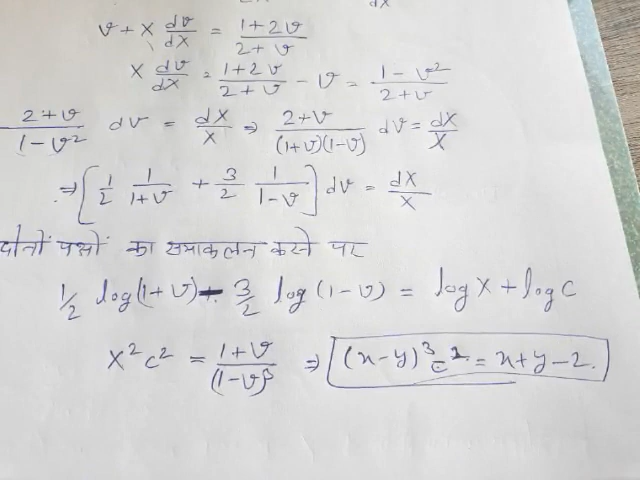 dx
v + x dv/dx = 1+2v/2+v
x dv/dx = 1+2v/2+v - v = 1-v²/2+v
2+v/1-v² dv = dx/x ⇒ 2+v/(1+v)(1-v) dv = dx/x
⇒ [1/2 1/1+v + 3/2 1/1-v] dv = dx/x
दोनों पक्षों का समाकलन करने पर
1/2 log(1+v) - 3/2 log(1-v) = log x + log c
x²c² = 1+v/(1-v)³ ⇒ (x-y)³ c² = x+y-2.